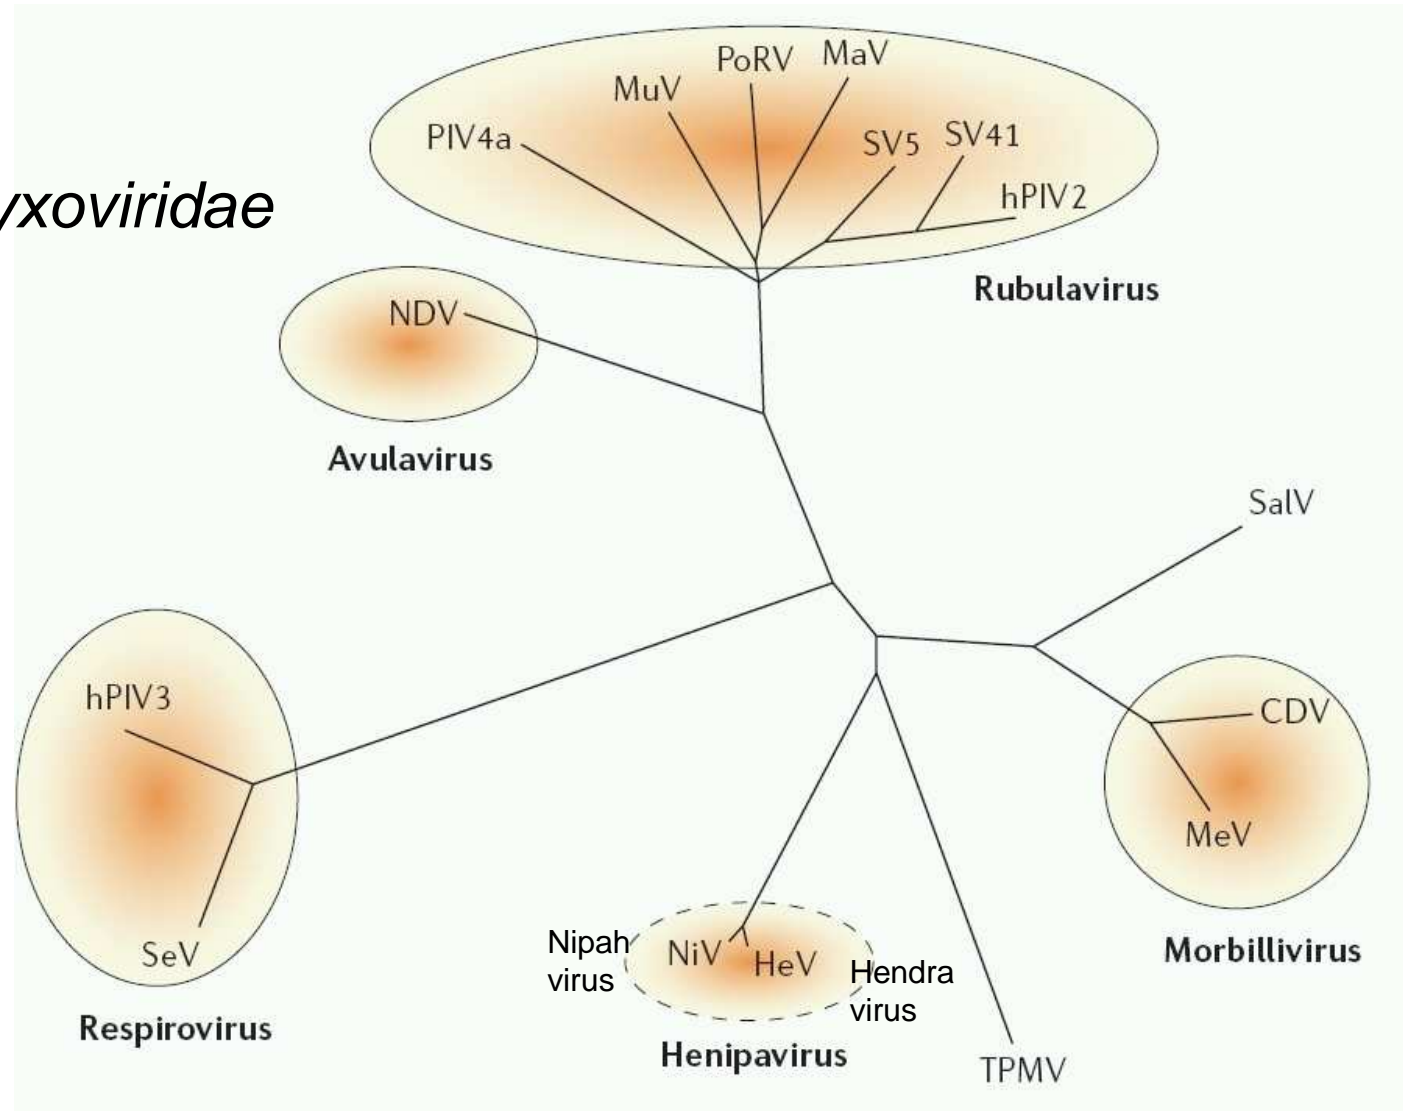 PoRV
MaV
MuV
PIV4a
SV5
SV41
hPIV2
yxoviridae
Rubulavirus
NDV
Avulavirus
SalV
hPIV3
CDV
MeV
SeV
Nipah
virus
NiV
HeV
Hendra
virus
Morbillivirus
Respirovirus
Henipavirus
TPMV